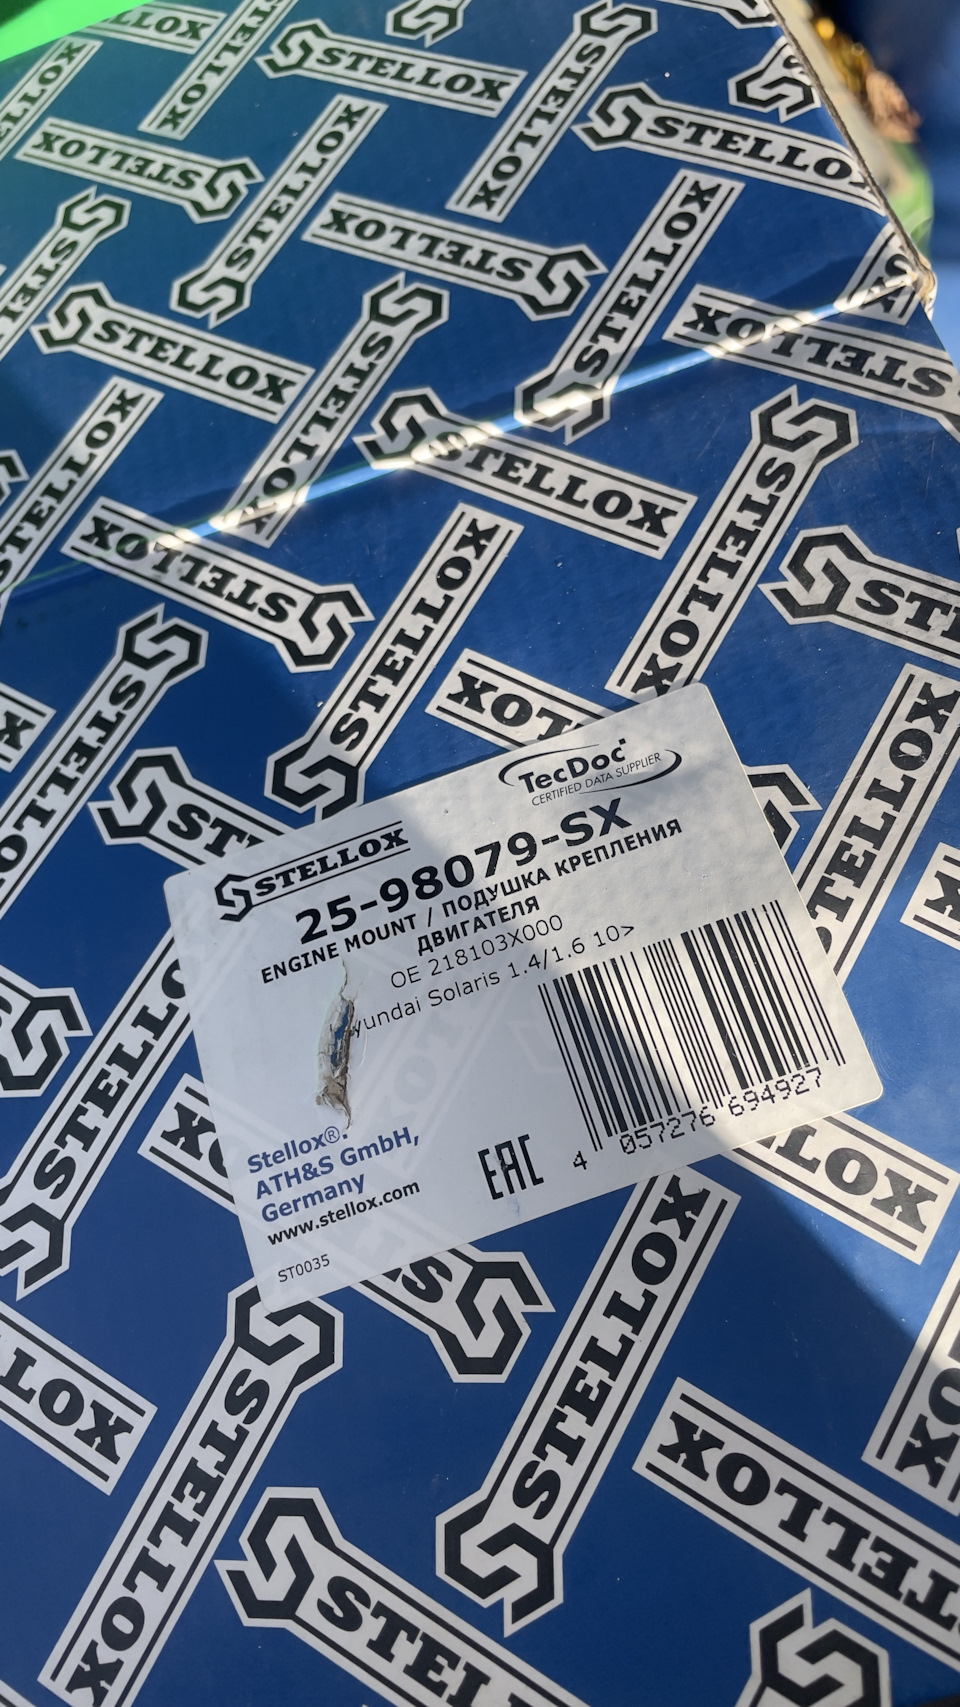 STELLOX
TecDoc
CERTIFIED DATA SUPPLIER
STELLOX
25-98079-SX
ENGINE MOUNT / ПОДУШКА КРЕПЛЕНИЯ
ДВИГАТЕЛЯ
OE 218103X000
yundai Solaris 1.4/1.6 10>
4 057276 694927
EAC
Stellox®.
ATH&S GmbH,
Germany
www.stellox.com
ST0035